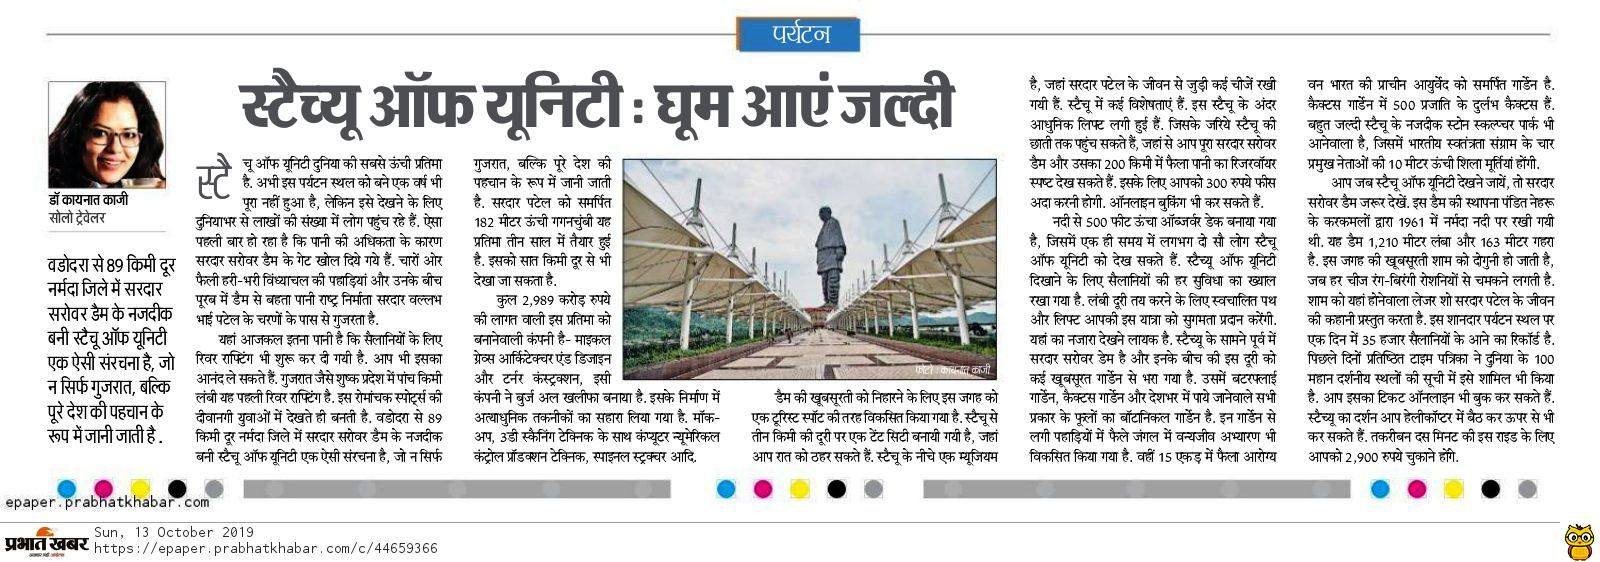 पर्यटन
स्टैच्यू ऑफ यूनिटी : घूम आएं जल्दी
डॉ कायनात काजी
सोलो ट्रेवेलर
वडोदरा से 89 किमी दूर
नर्मदा जिले में सरदार
सरोवर डैम के नजदीक
बनी स्टैचू ऑफ यूनिटी
एक ऐसी संरचना है, जो
न सिर्फ गुजरात, बल्कि
पूरे देश की पहचान के
रूप में जानी जाती है .
स्टैचू ऑफ यूनिटी दुनिया की सबसे ऊंची प्रतिमा
है. अभी इस पर्यटन स्थल को बने एक वर्ष भी
पूरा नहीं हुआ है, लेकिन इसे देखने के लिए
दुनियाभर से लाखों की संख्या में लोग पहुंच रहे हैं. ऐसा
पहली बार हो रहा है कि पानी की अधिकता के कारण
सरदार सरोवर डैम के गेट खोल दिये गये हैं. चारों ओर
फैली हरी-भरी विंध्याचल की पहाड़ियां और उनके बीच
पूरब में डैम से बहता पानी राष्ट्र निर्माता सरदार वल्लभ
भाई पटेल के चरणों के पास से गुजरता है.
यहां आजकल इतना पानी है कि सैलानियों के लिए
रिवर राफ्टिंग भी शुरू कर दी गयी है. आप भी इसका
आनंद ले सकते हैं. गुजरात जैसे शुष्क प्रदेश में पांच किमी
लंबी यह पहली रिवर राफ्टिंग है. इस रोमांचक स्पोर्ट्स की
दीवानगी युवाओं में देखते ही बनती है. वडोदरा से 89
किमी दूर नर्मदा जिले में सरदार सरोवर डैम के नजदीक
बनी स्टैचू ऑफ यूनिटी एक ऐसी संरचना है, जो न सिर्फ
गुजरात, बल्कि पूरे देश की
पहचान के रूप में जानी जाती
है. सरदार पटेल को समर्पित
182 मीटर ऊंची गगनचुंबी यह
प्रतिमा तीन साल में तैयार हुई
है. इसको सात किमी दूर से भी
देखा जा सकता है.
कुल 2,989 करोड़ रुपये
की लागत वाली इस प्रतिमा को
बनानेवाली कंपनी है- माइकल
ग्रेव्स आर्किटेक्चर एंड डिजाइन
और टर्नर कंस्ट्रक्शन, इसी
कंपनी ने बुर्ज अल खलीफा बनाया है. इसके निर्माण में
अत्याधुनिक तकनीकों का सहारा लिया गया है. मॉक-
अप, 3डी स्कैनिंग टेक्निक के साथ कंप्यूटर न्यूमेरिकल
कंट्रोल प्रॉडक्शन टेक्निक, स्पाइनल स्ट्रक्चर आदि.
फोटो : कायनात काजी
डैम की खूबसूरती को निहारने के लिए इस जगह को
एक टूरिस्ट स्पॉट की तरह विकसित किया गया है. स्टैचू से
तीन किमी की दूरी पर एक टेंट सिटी बनायी गयी है, जहां
आप रात को ठहर सकते हैं. स्टैचू के नीचे एक म्यूजियम
है, जहां सरदार पटेल के जीवन से जुड़ी कई चीजें रखी
गयी हैं. स्टैचू में कई विशेषताएं हैं. इस स्टैचू के अंदर
आधुनिक लिफ्ट लगी हुई हैं. जिसके जरिये स्टैचू की
छाती तक पहुंच सकते हैं, जहां से आप पूरा सरदार सरोवर
डैम और उसका 200 किमी में फैला पानी का रिजरवॉयर
स्पष्ट देख सकते हैं. इसके लिए आपको 300 रुपये फीस
अदा करनी होगी. ऑनलाइन बुकिंग भी कर सकते हैं.
नदी से 500 फीट ऊंचा ऑब्जर्वर डेक बनाया गया
है, जिसमें एक ही समय में लगभग दो सौ लोग स्टैचू
ऑफ यूनिटी को देख सकते हैं. स्टैच्यू ऑफ यूनिटी
दिखाने के लिए सैलानियों की हर सुविधा का ख्याल
रखा गया है. लंबी दूरी तय करने के लिए स्वचालित पथ
और लिफ्ट आपकी इस यात्रा को सुगमता प्रदान करेंगी.
यहां का नजारा देखने लायक है. स्टैच्यू के सामने पूर्व में
सरदार सरोवर डेम है और इनके बीच की इस दूरी को
कई खूबसूरत गार्डेन से भरा गया है. उसमें बटरफ्लाई
गार्डेन, कैक्टस गार्डेन और देशभर में पाये जानेवाले सभी
प्रकार के फूलों का बॉटानिकल गार्डेन है. इन गार्डेन से
लगी पहाड़ियों में फैले जंगल में वन्यजीव अभ्यारण भी
विकसित किया गया है. वहीं 15 एकड़ में फैला आरोग्य
वन भारत की प्राचीन आयुर्वेद को समर्पित गार्डेन है.
कैक्टस गार्डेन में 500 प्रजाति के दुर्लभ कैक्टस हैं.
बहुत जल्दी स्टैचू के नजदीक स्टोन स्कल्प्चर पार्क भी
आनेवाला है, जिसमें भारतीय स्वतंत्रता संग्राम के चार
प्रमुख नेताओं की 10 मीटर ऊंची शिला मूर्तियां होंगी.
आप जब स्टैचू ऑफ यूनिटी देखने जायें, तो सरदार
सरोवर डैम जरूर देखें. इस डैम की स्थापना पंडित नेहरू
के करकमलों द्वारा 1961 में नर्मदा नदी पर रखी गयी
थी. यह डैम 1,210 मीटर लंबा और 163 मीटर गहरा
है. इस जगह की खूबसूरती शाम को दोगुनी हो जाती है,
जब हर चीज रंग-बिरंगी रोशनियों से चमकने लगती है.
शाम को यहां होनेवाला लेजर शो सरदार पटेल के जीवन
की कहानी प्रस्तुत करता है. इस शानदार पर्यटन स्थल पर
एक दिन में 35 हजार सैलानियों के आने का रिकॉर्ड है.
पिछले दिनों प्रतिष्ठित टाइम पत्रिका ने दुनिया के 100
महान दर्शनीय स्थलों की सूची में इसे शामिल भी किया
है. आप इसका टिकट ऑनलाइन भी बुक कर सकते हैं.
स्टैच्यू का दर्शन आप हेलीकॉप्टर में बैठ कर ऊपर से भी
कर सकते हैं. तकरीबन दस मिनट की इस राइड के लिए
आपको 2,900 रुपये चुकाने होंगे.
epaper.prabhatkhabar.com
प्रभात खबर
Sun, 13 October 2019
https://epaper.prabhatkhabar.com/c/44659366